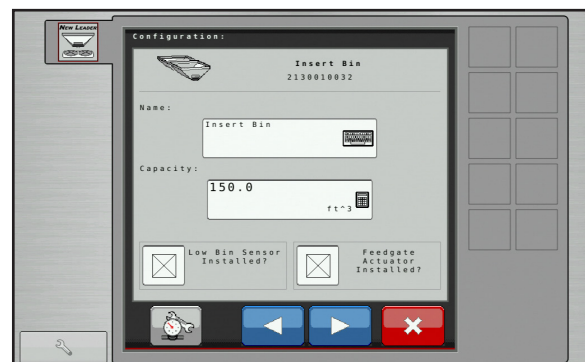 NEW LEADER
Configuration:
Insert Bin
2130010032
Name:
Insert Bin
Capacity:
150.0
ft^3
Low Bin Sensor
Installed?
Feedgate
Actuator
Installed?